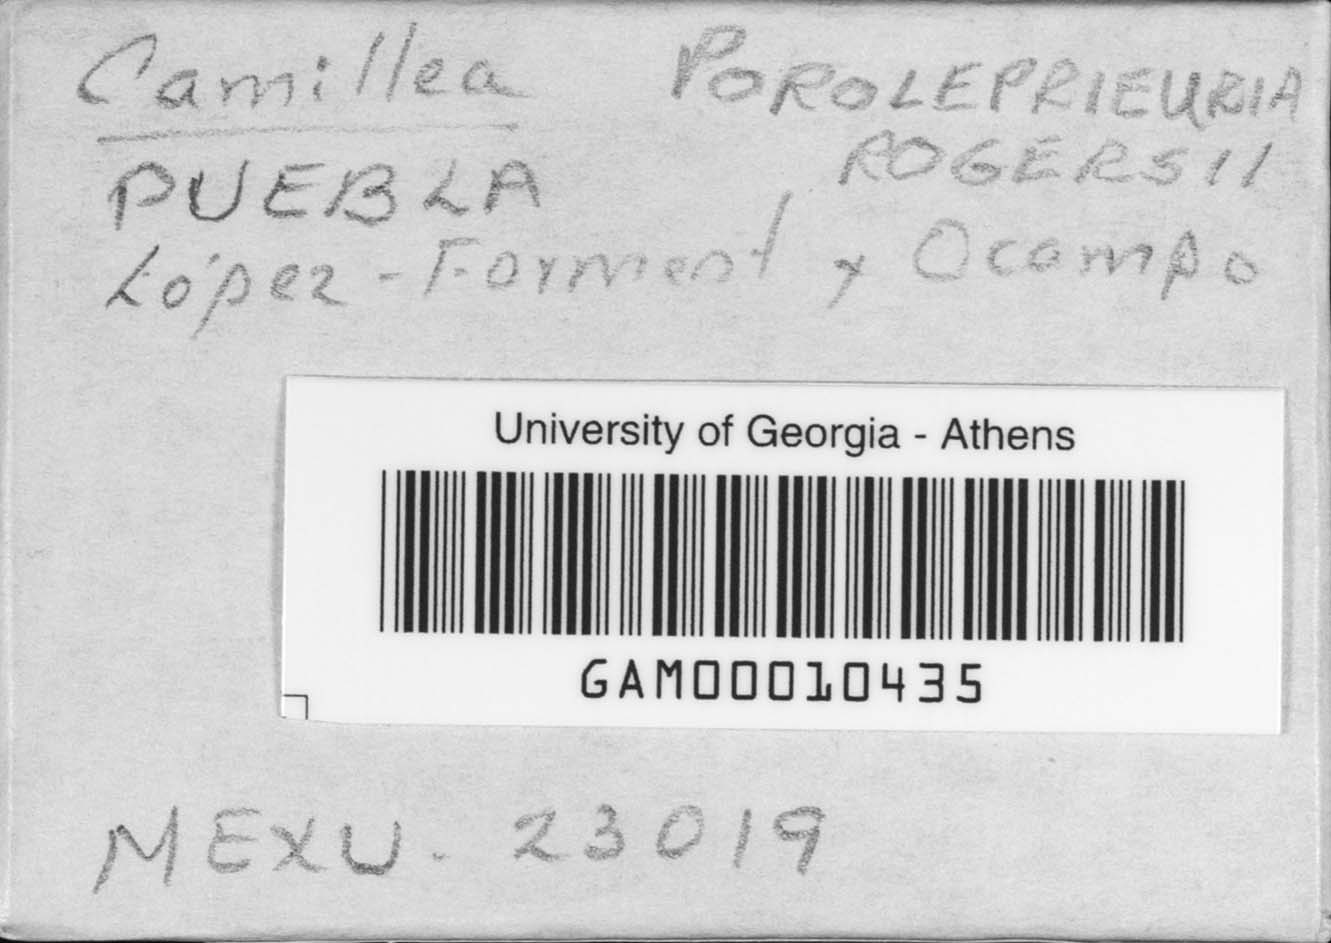 Camillea POROLEPRIEURIA
ROGERSII
PUEBLA
López-Forment y Ocampo
University of Georgia - Athens
GAM00010435
MEXU. 23019